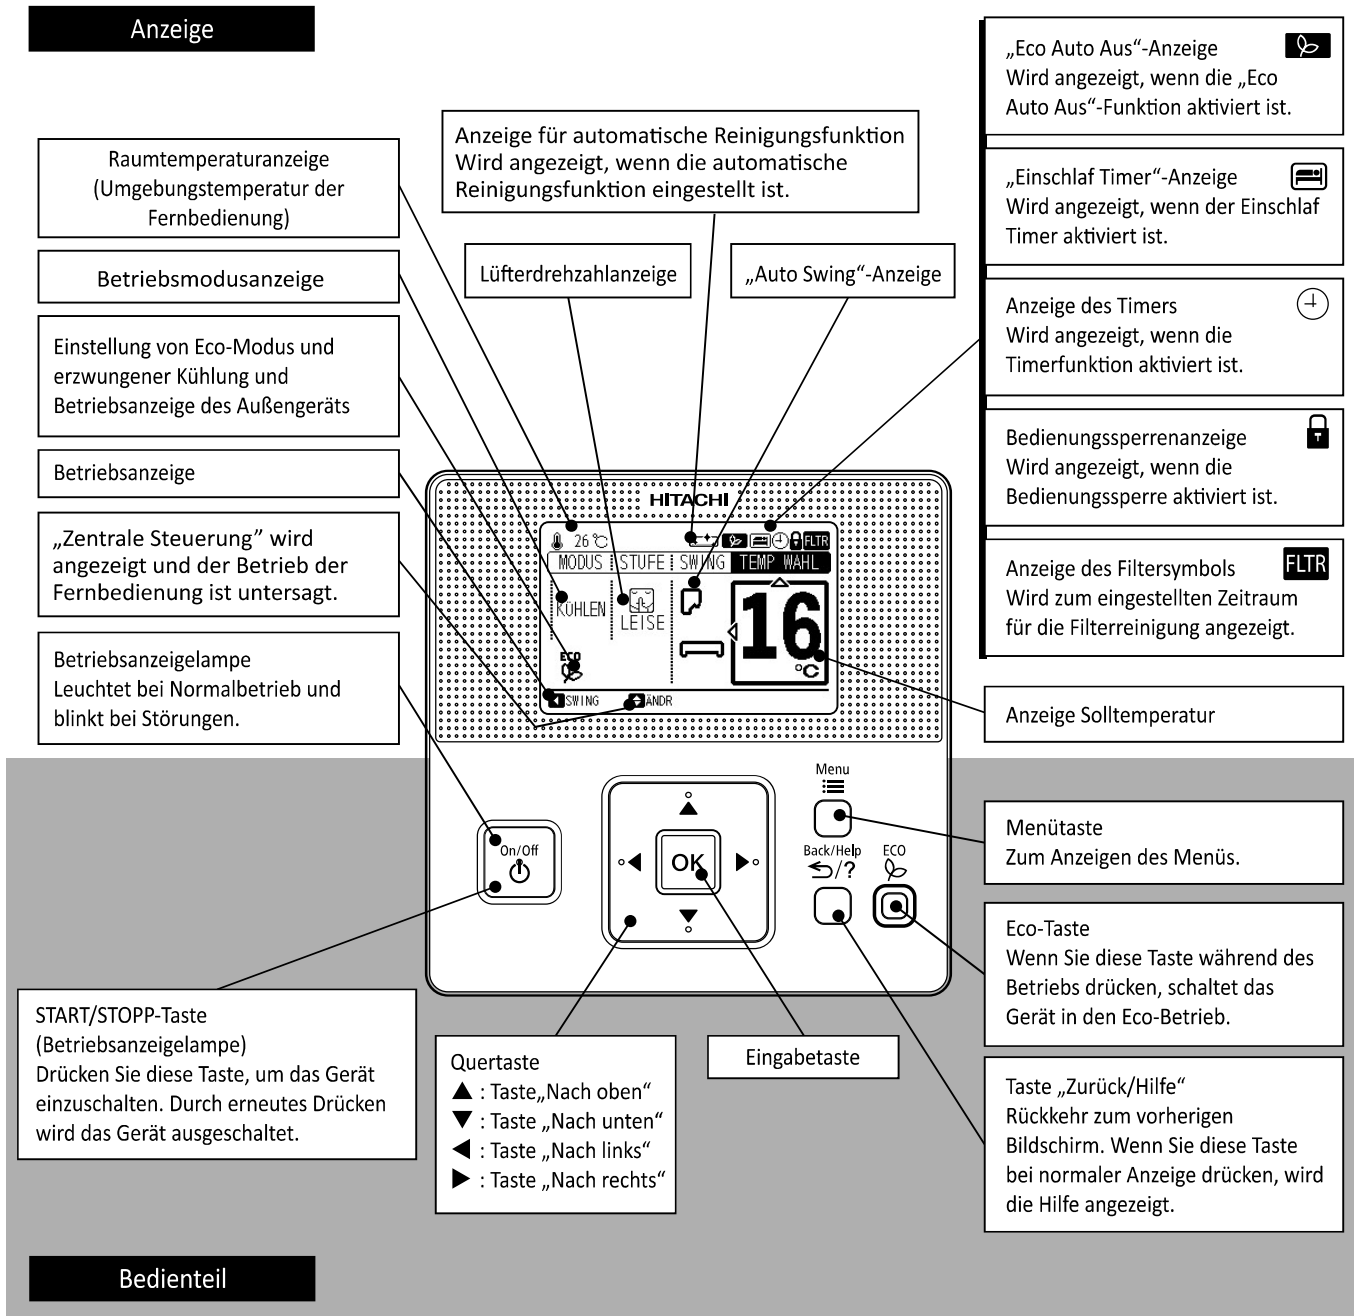 Anzeige
„Eco Auto Aus“-Anzeige
Wird angezeigt, wenn die „Eco
Auto Aus“-Funktion aktiviert ist.
Anzeige für automatische Reinigungsfunktion
Wird angezeigt, wenn die automatische
Reinigungsfunktion eingestellt ist.
Raumtemperaturanzeige
(Umgebungstemperatur der
Fernbedienung)
„Einschlaf Timer“-Anzeige
Wird angezeigt, wenn der Einschlaf
Timer aktiviert ist.
Betriebsmodusanzeige
Lüfterdrehzahlanzeige
„Auto Swing“-Anzeige
Anzeige des Timers
Wird angezeigt, wenn die
Timerfunktion aktiviert ist.
Einstellung von Eco-Modus und
erzwungener Kühlung und
Betriebsanzeige des Außengeräts
Bedienungssperrenanzeige
Wird angezeigt, wenn die
Bedienungssperre aktiviert ist.
Betriebsanzeige
„Zentrale Steuerung” wird
angezeigt und der Betrieb der
Fernbedienung ist untersagt.
Anzeige des Filtersymbols FLTR
Wird zum eingestellten Zeitraum
für die Filterreinigung angezeigt.
Betriebsanzeigelampe
Leuchtet bei Normalbetrieb und
blinkt bei Störungen.
Anzeige Solltemperatur
HITACHI
26 °C FLTR
MODUS STUFE SWING TEMP WAHL
KÜHLEN LEISE 16 °C
ECO
SWING ÄNDR
Menu
On/Off
OK
Back/Help ECO
/?
Menütaste
Zum Anzeigen des Menüs.
Eco-Taste
Wenn Sie diese Taste während des
Betriebs drücken, schaltet das
Gerät in den Eco-Betrieb.
START/STOPP-Taste
(Betriebsanzeigelampe)
Drücken Sie diese Taste, um das Gerät
einzuschalten. Durch erneutes Drücken
wird das Gerät ausgeschaltet.
Quertaste
▲ : Taste„Nach oben“
▼ : Taste „Nach unten“
◀ : Taste „Nach links“
▶ : Taste „Nach rechts“
Eingabetaste
Taste „Zurück/Hilfe“
Rückkehr zum vorherigen
Bildschirm. Wenn Sie diese Taste
bei normaler Anzeige drücken, wird
die Hilfe angezeigt.
Bedienteil